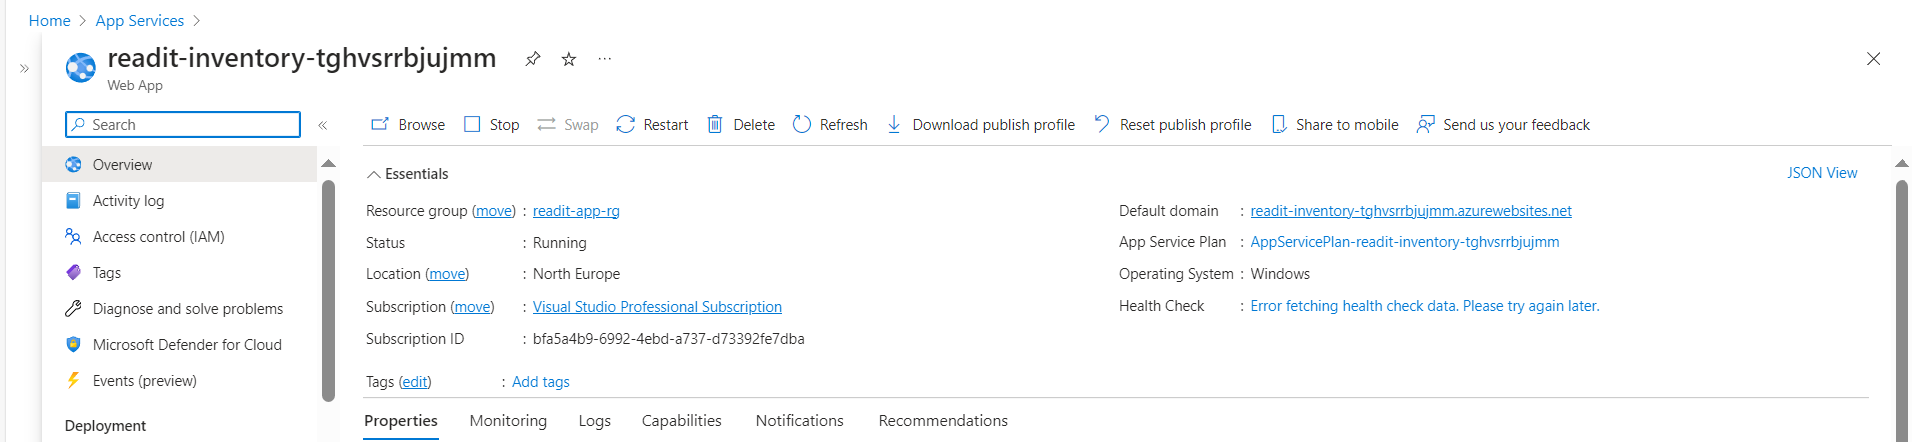 Home > App Services >
readit-inventory-tghvsrrbjujmm
Web App
Search
Browse Stop Swap Restart Delete Refresh Download publish profile Reset publish profile Share to mobile Send us your feedback
Overview
Activity log
Access control (IAM)
Tags
Diagnose and solve problems
Microsoft Defender for Cloud
Events (preview)
Deployment
Essentials
JSON View
Resource group (move) : readit-app-rg
Status : Running
Location (move) : North Europe
Subscription (move) : Visual Studio Professional Subscription
Subscription ID : bfa5a4b9-6992-4ebd-a737-d73392fe7dba
Tags (edit) : Add tags
Default domain : readit-inventory-tghvsrrbjujmm.azurewebsites.net
App Service Plan : AppServicePlan-readit-inventory-tghvsrrbjujmm
Operating System : Windows
Health Check : Error fetching health check data. Please try again later.
Properties Monitoring Logs Capabilities Notifications Recommendations